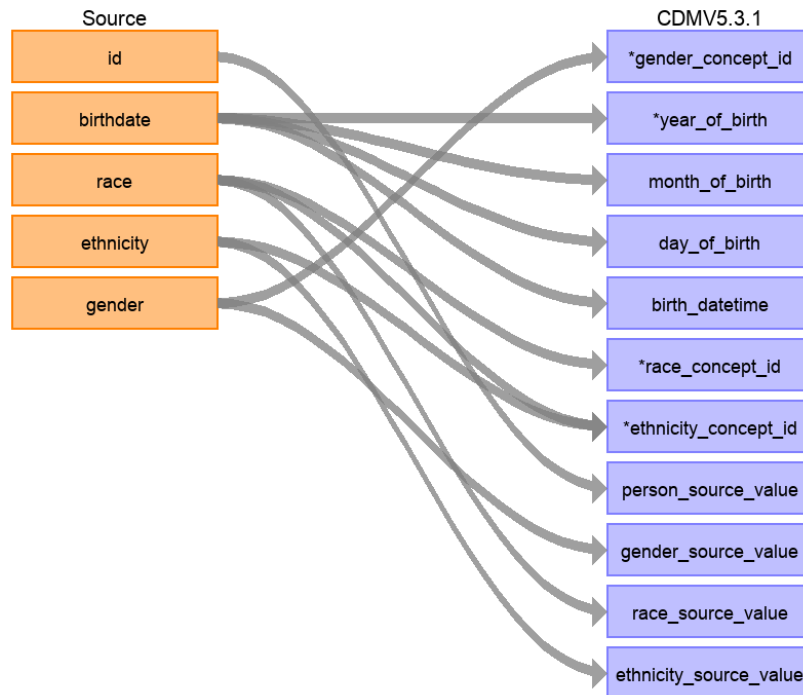 Source
id
birthdate
race
ethnicity
gender
CDMV5.3.1
*gender_concept_id
*year_of_birth
month_of_birth
day_of_birth
birth_datetime
*race_concept_id
*ethnicity_concept_id
person_source_value
gender_source_value
race_source_value
ethnicity_source_value